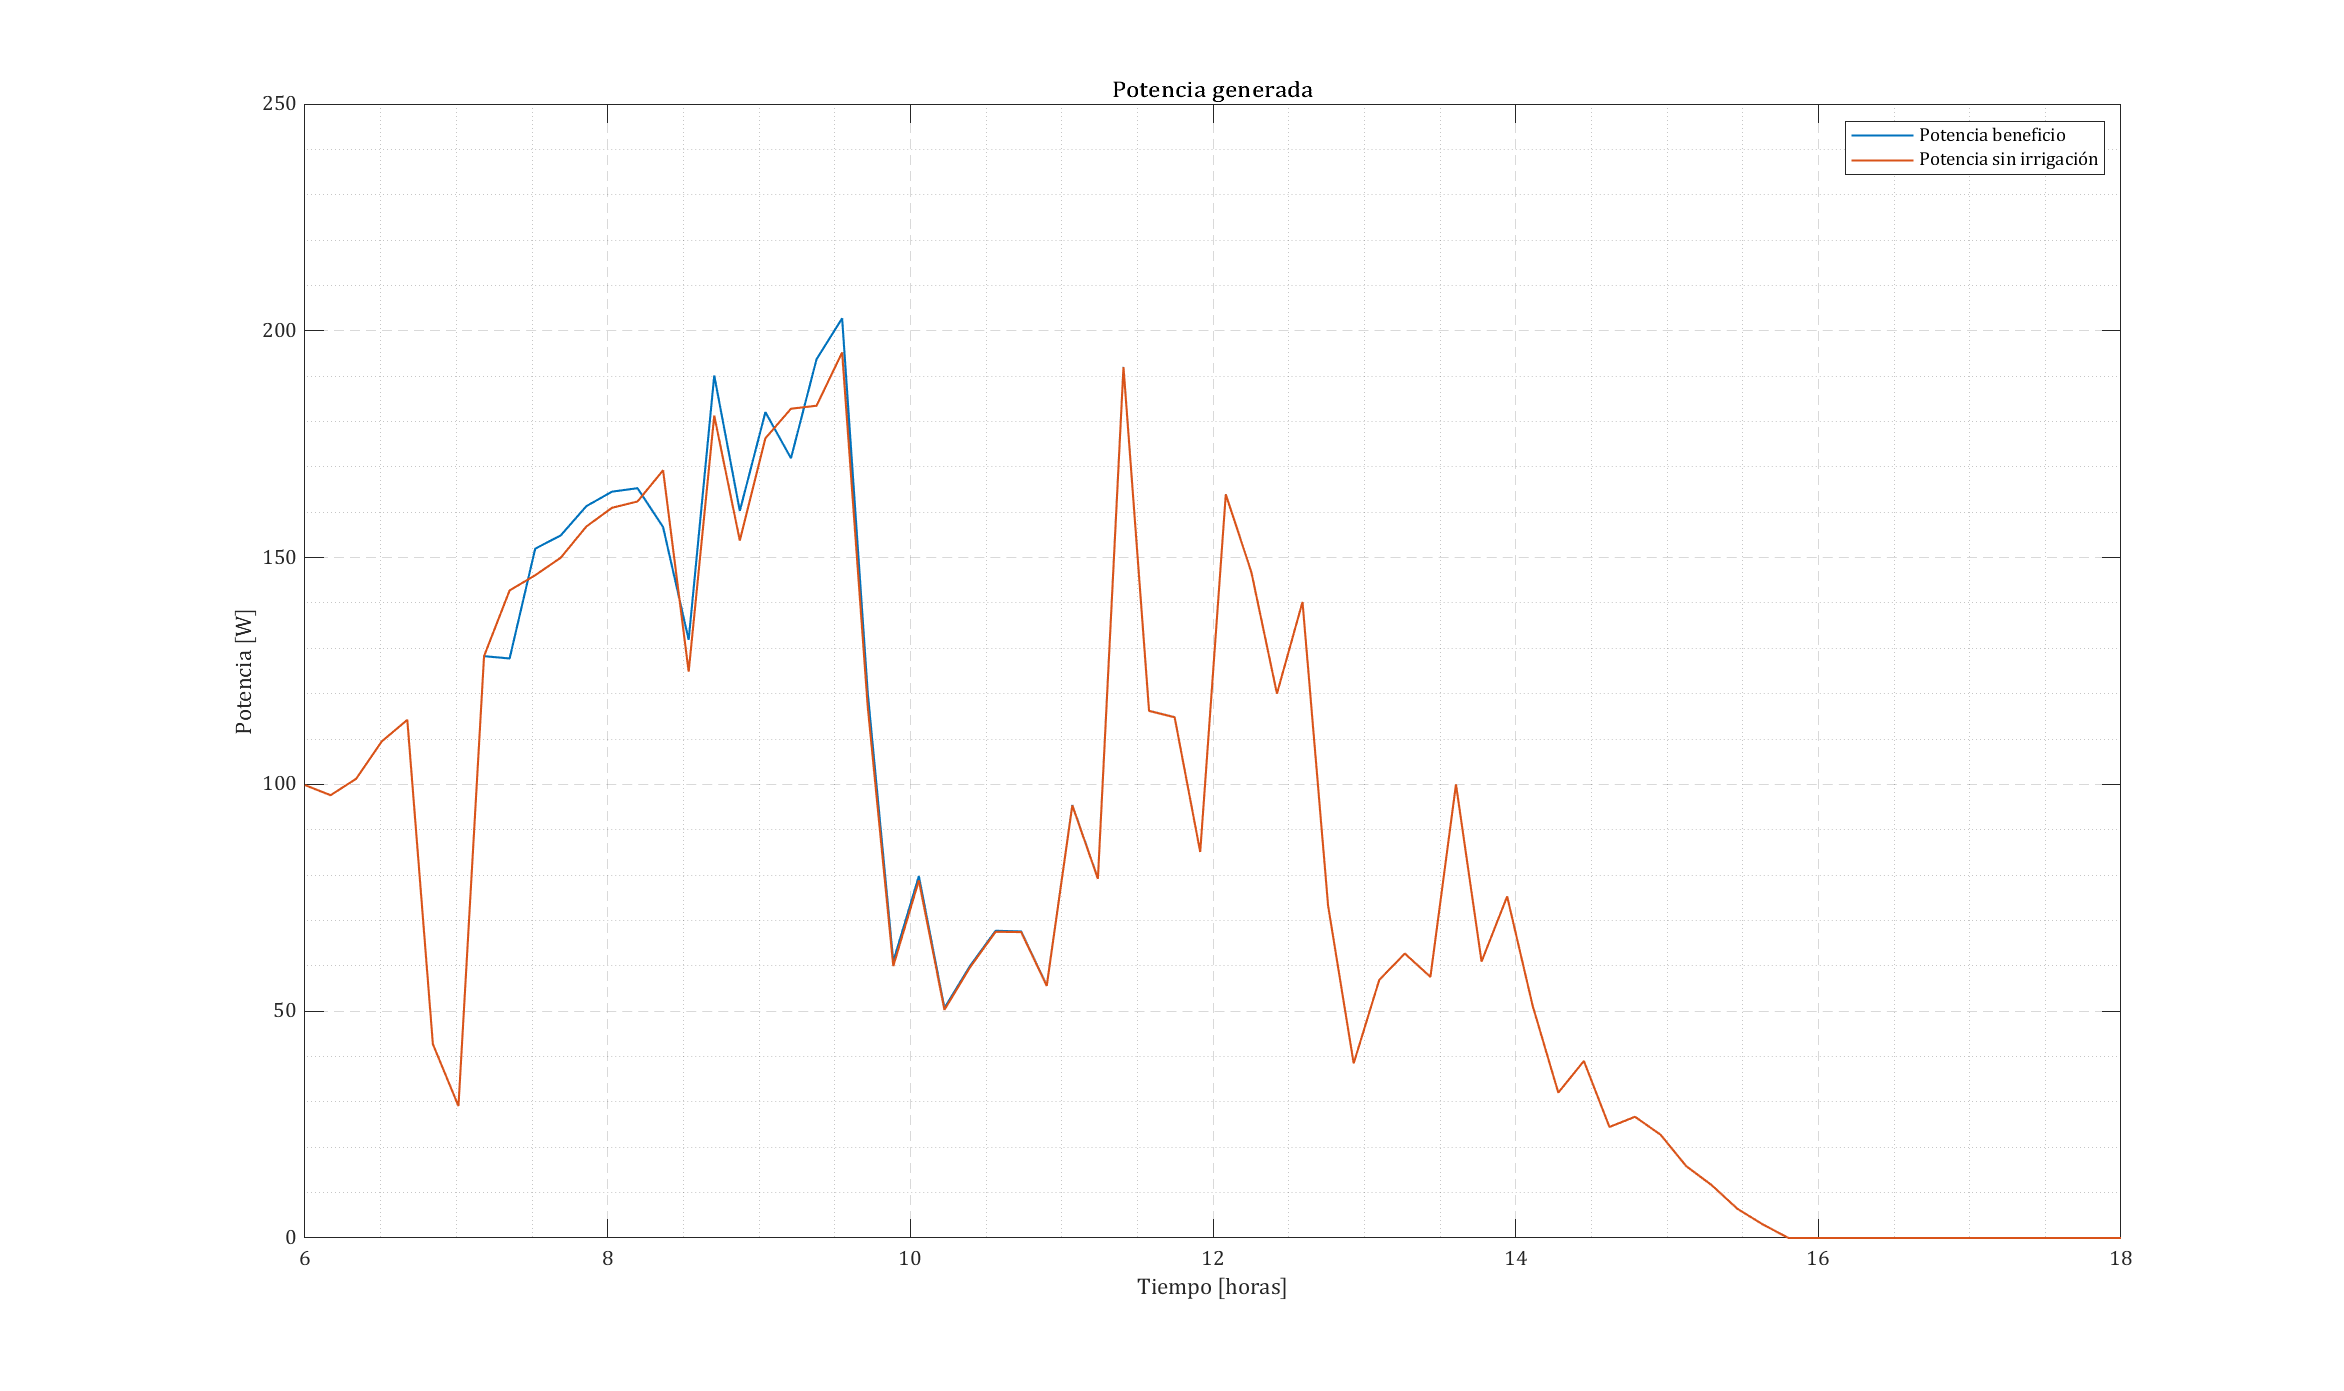 Potencia generada
250
200
150
100
50
0
Potencia [W]
Potencia beneficio
Potencia sin irrigación
6 8 10 12 14 16 18
Tiempo [horas]